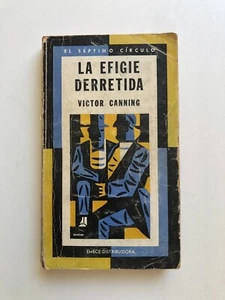 EL SÉPTIMO CÍRCULO
LA EFIGIE
DERRETIDA
VICTOR CANNING
EMECÉ DISTRIBUIDORA